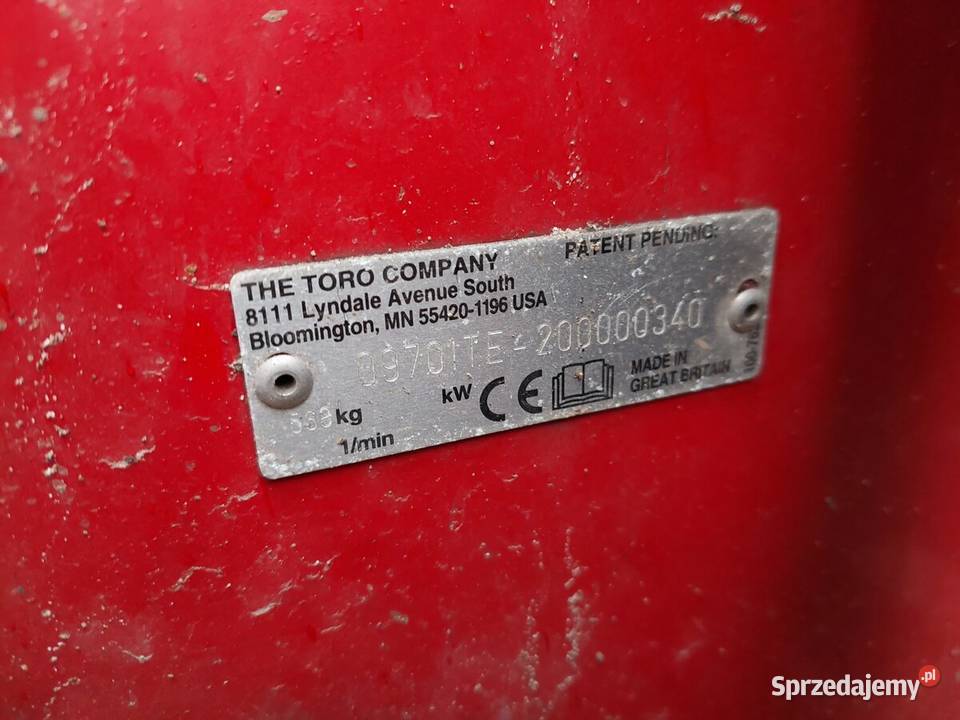 THE TORO COMPANY
8111 Lyndale Avenue South
Bloomington, MN 55420-1196 USA
PATENT PENDING:
09701TE-200000340
kg
kW
CE
MADE IN
GREAT BRITAIN
1/min
Sprzedajemy.pl